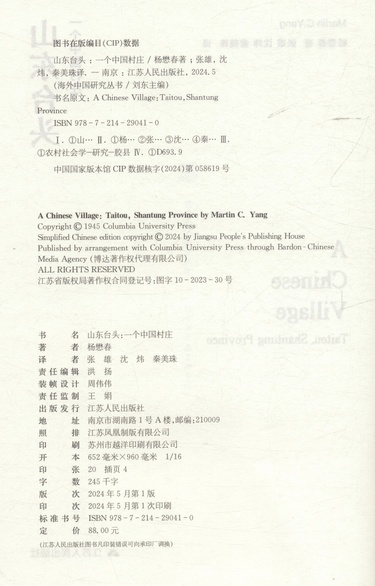 图书在版编目(CIP)数据
山东台头：一个中国村庄 / 杨懋春著；张雄，沈
炜，秦美珠译. — 南京：江苏人民出版社，2024.5
(海外中国研究丛书 / 刘东主编)
书名原文：A Chinese Village:Taitou,Shantung
Province
ISBN 978-7-214-29041-0
Ⅰ. ①山… Ⅱ. ①杨… ②张… ③沈… ④秦… Ⅲ.
①农村社会学-研究-胶县 Ⅳ. ①D693.9
中国国家版本馆 CIP 数据核字(2024)第 058619 号
A Chinese Village: Taitou, Shantung Province by Martin C. Yang
Copyright © 1945 Columbia University Press
Simplified Chinese edition copyright © 2024 by Jiangsu People's Publishing House
Published by arrangement with Columbia University Press through Bardon-Chinese
Media Agency (博达著作权代理有限公司)
ALL RIGHTS RESERVED
江苏省版权局著作权合同登记号:图字 10-2023-30 号
书 名 山东台头:一个中国村庄
著 者 杨懋春
译 者 张 雄 沈 炜 秦美珠
责任编辑 洪 扬
装帧设计 周伟伟
责任监制 王 娟
出版发行 江苏人民出版社
地 址 南京市湖南路 1 号 A 楼,邮编:210009
照 排 江苏凤凰制版有限公司
印 刷 苏州市越洋印刷有限公司
开 本 652 毫米×960 毫米 1/16
印 张 20 插页 4
字 数 245 千字
版 次 2024 年 5 月第 1 版
印 次 2024 年 5 月第 1 次印刷
标准书号 ISBN 978-7-214-29041-0
定 价 88.00 元
(江苏人民出版社图书凡印装错误可向承印厂调换)